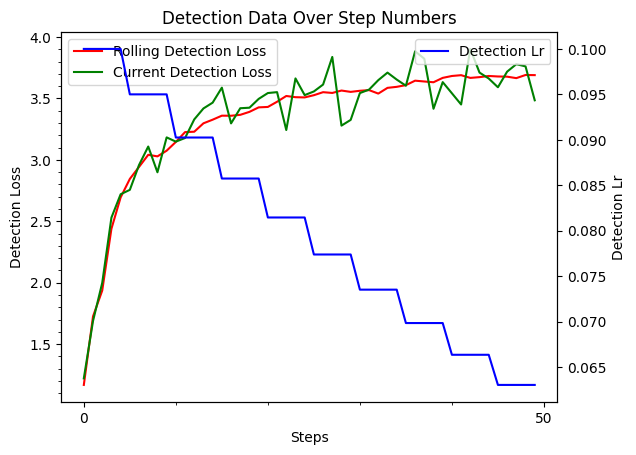 Detection Data Over Step Numbers
Rolling Detection Loss
Current Detection Loss
Detection Lr
4.0
3.5
3.0
2.5
2.0
1.5
Detection Loss
0.100
0.095
0.090
0.085
0.080
0.075
0.070
0.065
Detection Lr
0
50
Steps